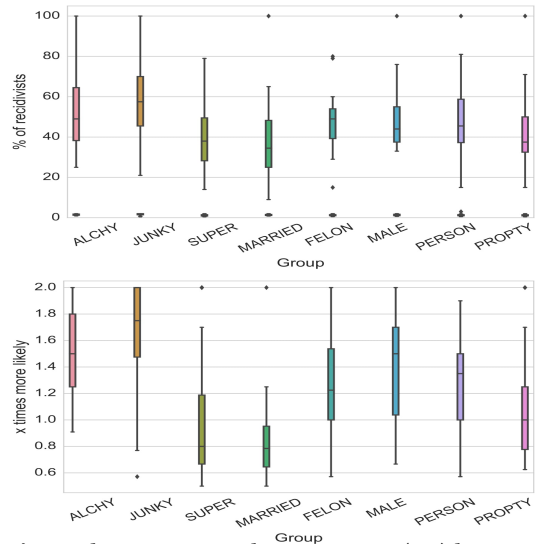 100
80
60
40
20
0
% of recidivists
ALCHY JUNKY SUPER MARRIED FELON MALE PERSON PROPTY
Group
2.0
1.8
1.6
1.4
1.2
1.0
0.8
0.6
x times more likely
ALCHY JUNKY SUPER MARRIED FELON MALE PERSON PROPTY
Group